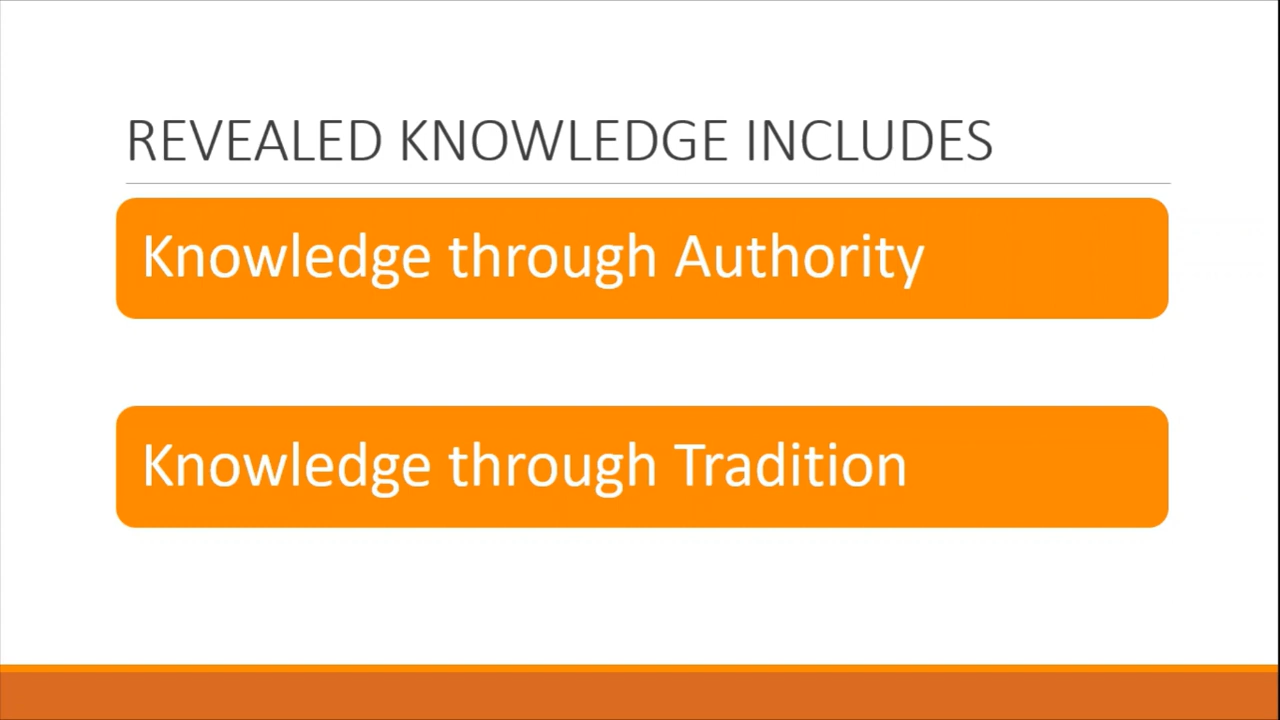 REVEALED KNOWLEDGE INCLUDES
Knowledge through Authority
Knowledge through Tradition